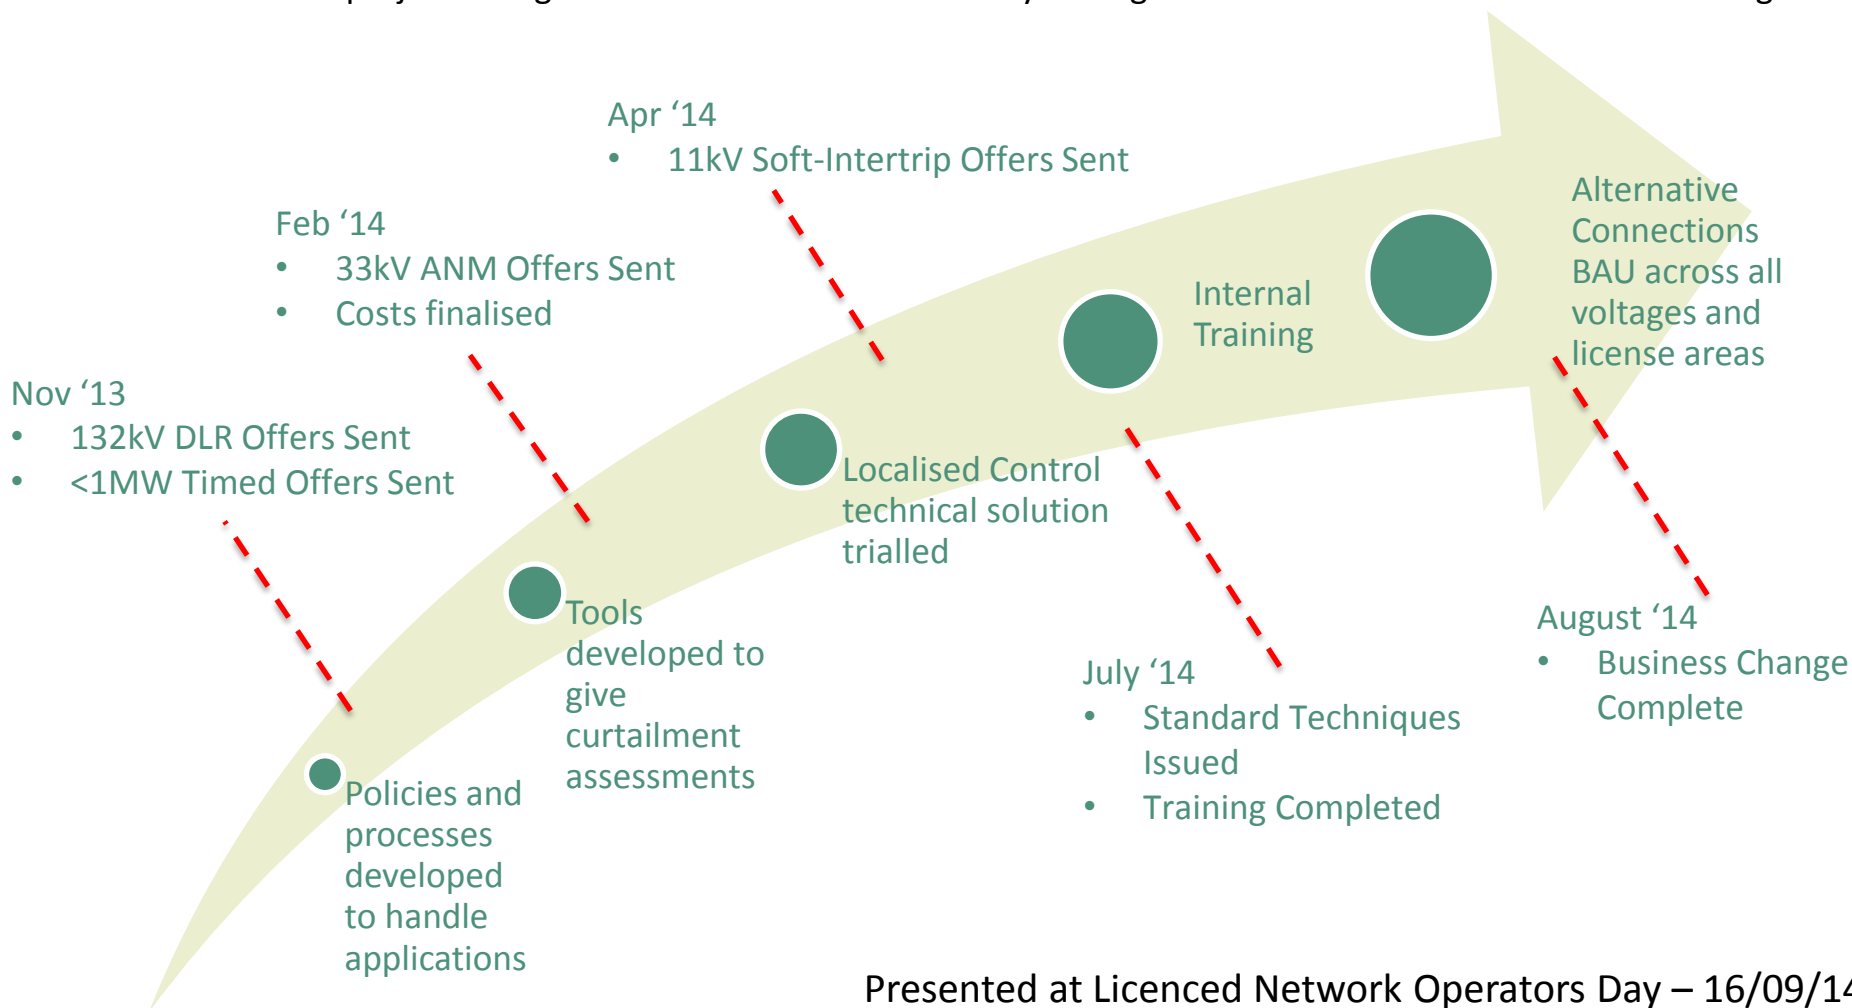 Apr ‘14
• 11kV Soft-Intertrip Offers Sent
Feb ‘14
• 33kV ANM Offers Sent
• Costs finalised
Nov ‘13
• 132kV DLR Offers Sent
• <1MW Timed Offers Sent
Policies and
processes
developed
to handle
applications
Tools
developed to
give
curtailment
assessments
Localised Control
technical solution
trialled
Internal
Training
Alternative
Connections
BAU across all
voltages and
license areas
July ‘14
• Standard Techniques
Issued
• Training Completed
August ‘14
• Business Change
Complete
Presented at Licenced Network Operators Day – 16/09/14